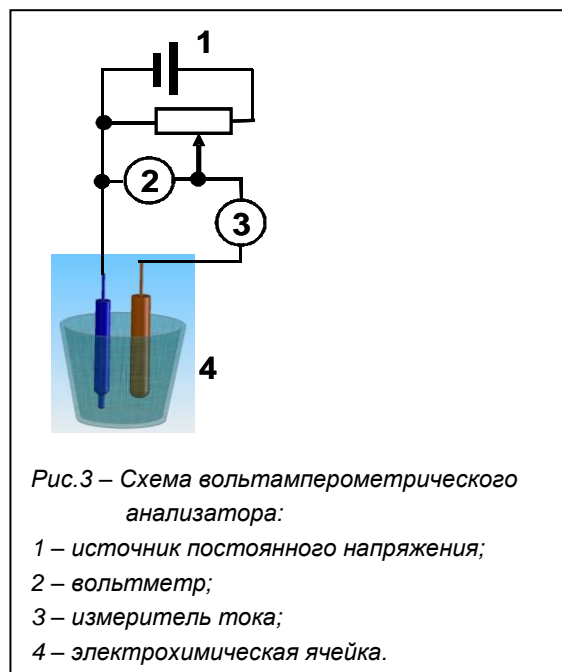 1
2
3
4
Рис.3 – Схема вольтамперометрического
анализатора:
1 – источник постоянного напряжения;
2 – вольтметр;
3 – измеритель тока;
4 – электрохимическая ячейка.